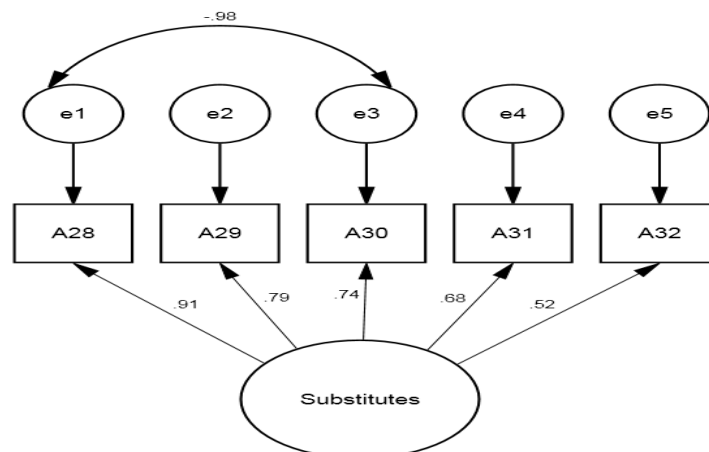 -.98
e1 e2 e3 e4 e5
A28 A29 A30 A31 A32
.91 .79 .74 .68 .52
Substitutes